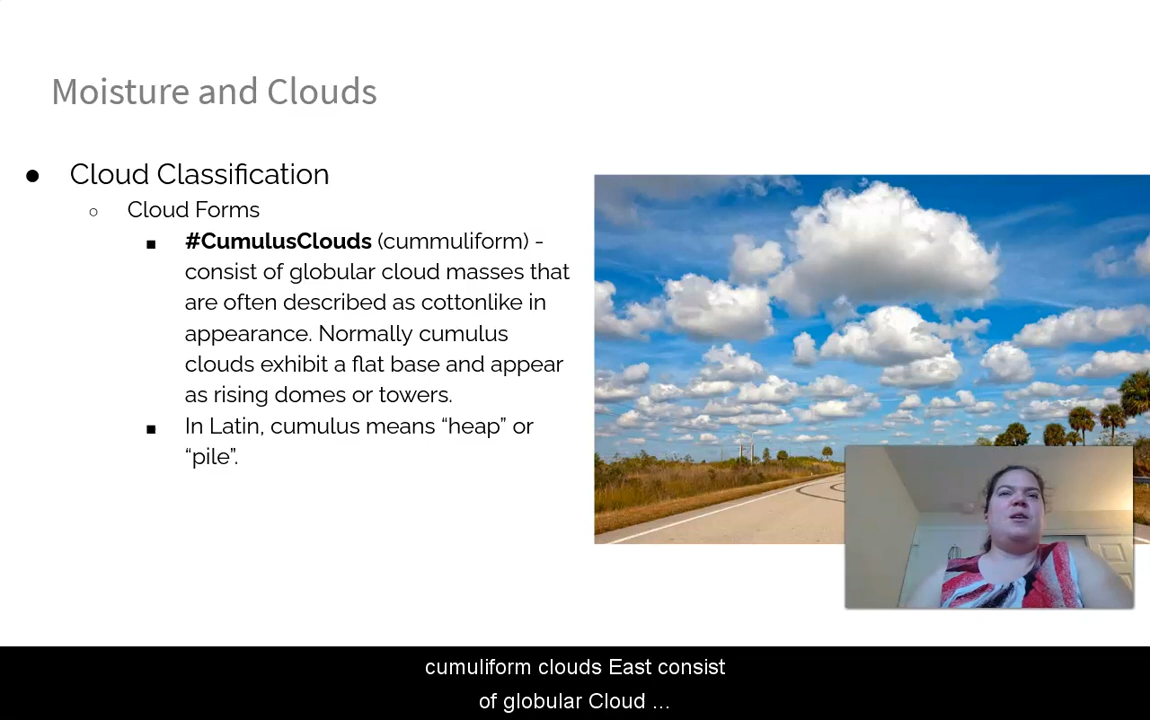 Moisture and Clouds
● Cloud Classification
○ Cloud Forms
■ #CumulusClouds (cummuliform) -
consist of globular cloud masses that
are often described as cottonlike in
appearance. Normally cumulus
clouds exhibit a flat base and appear
as rising domes or towers.
■ In Latin, cumulus means “heap” or
“pile”.
cumuliform clouds East consist
of globular Cloud ...